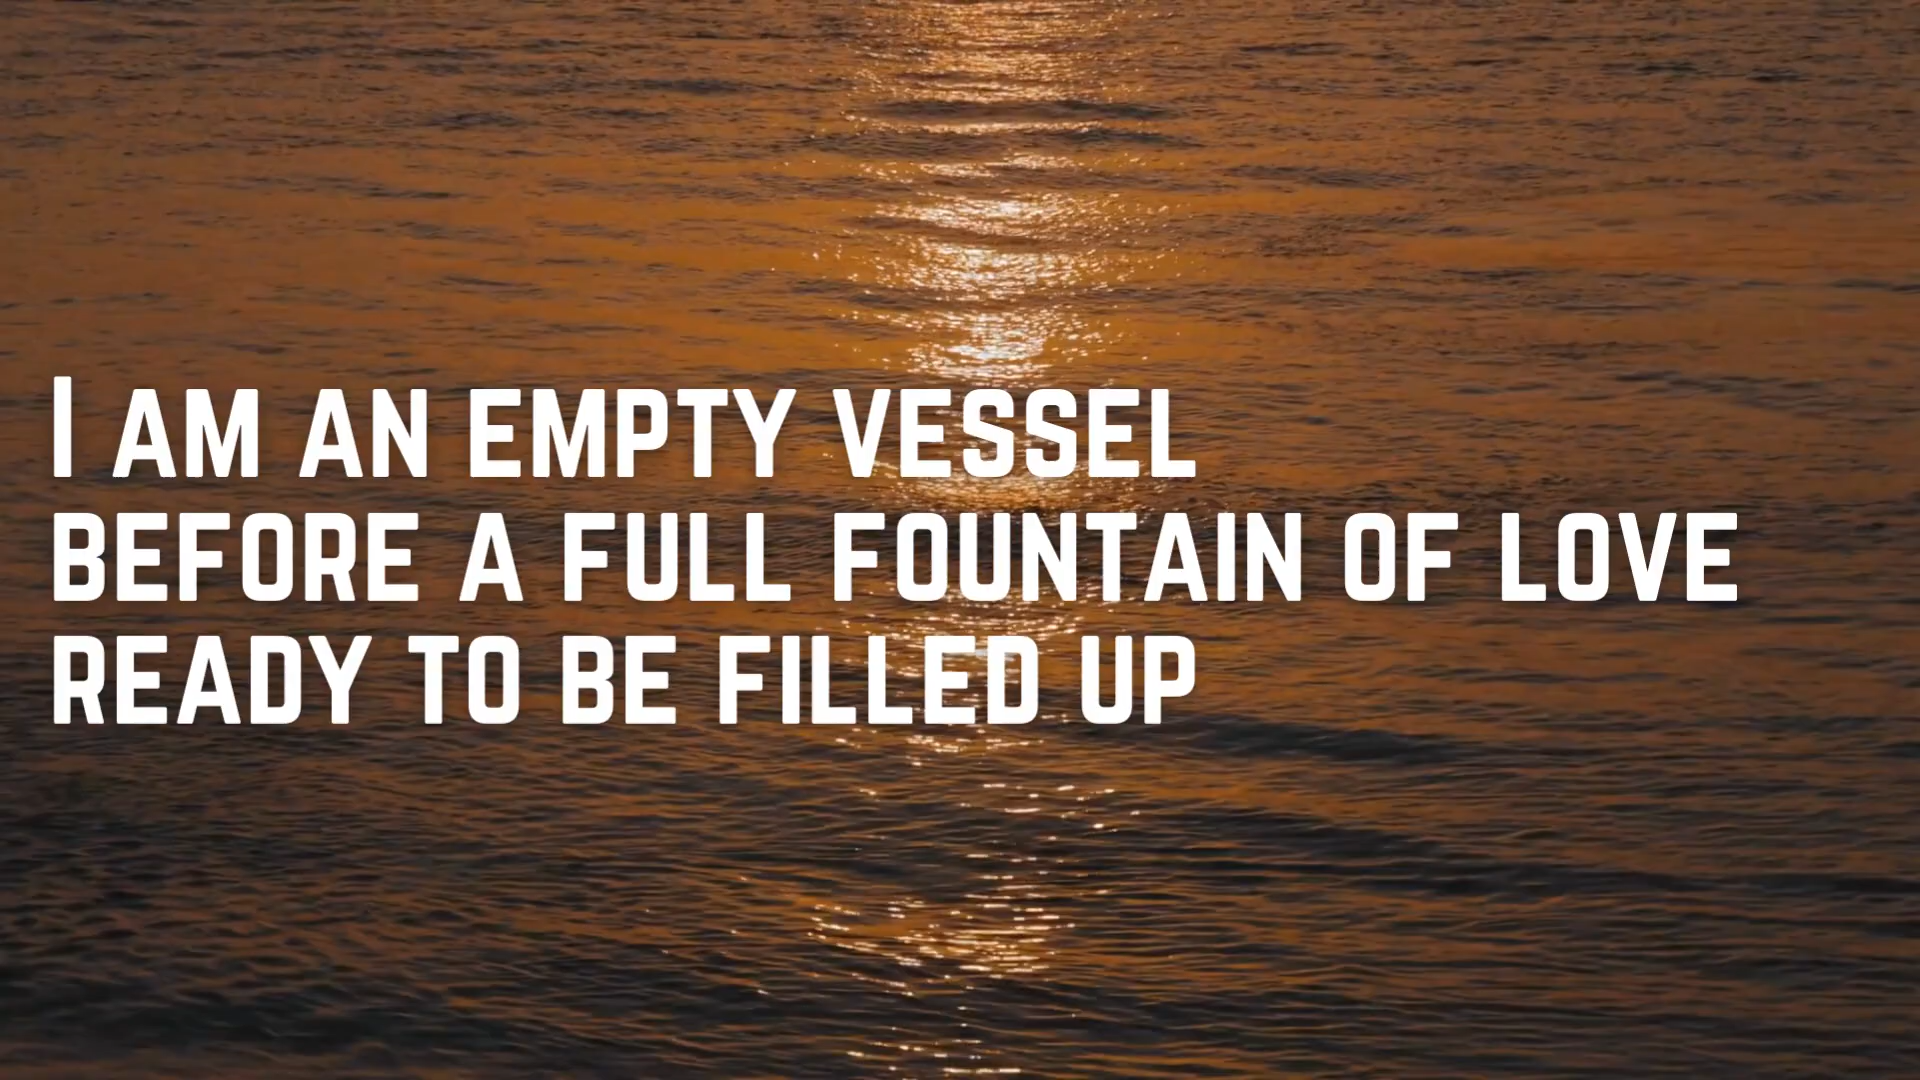 I AM AN EMPTY VESSEL
BEFORE A FULL FOUNTAIN OF LOVE
READY TO BE FILLED UP